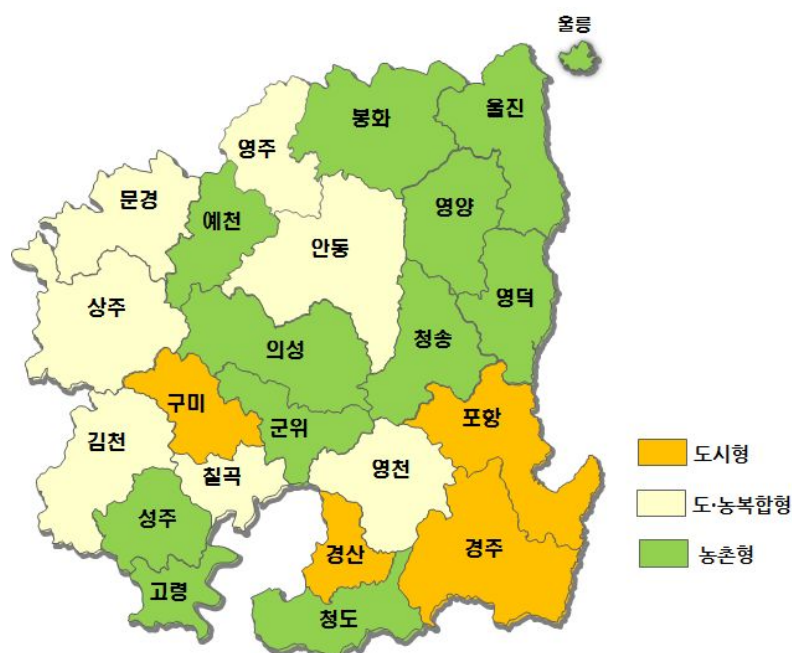 울릉
봉화
울진
영주
문경
예천
영양
안동
영덕
상주
의성
청송
구미
군위
포항
김천
칠곡
영천
성주
경산
경주
고령
청도
도시형
도·농복합형
농촌형